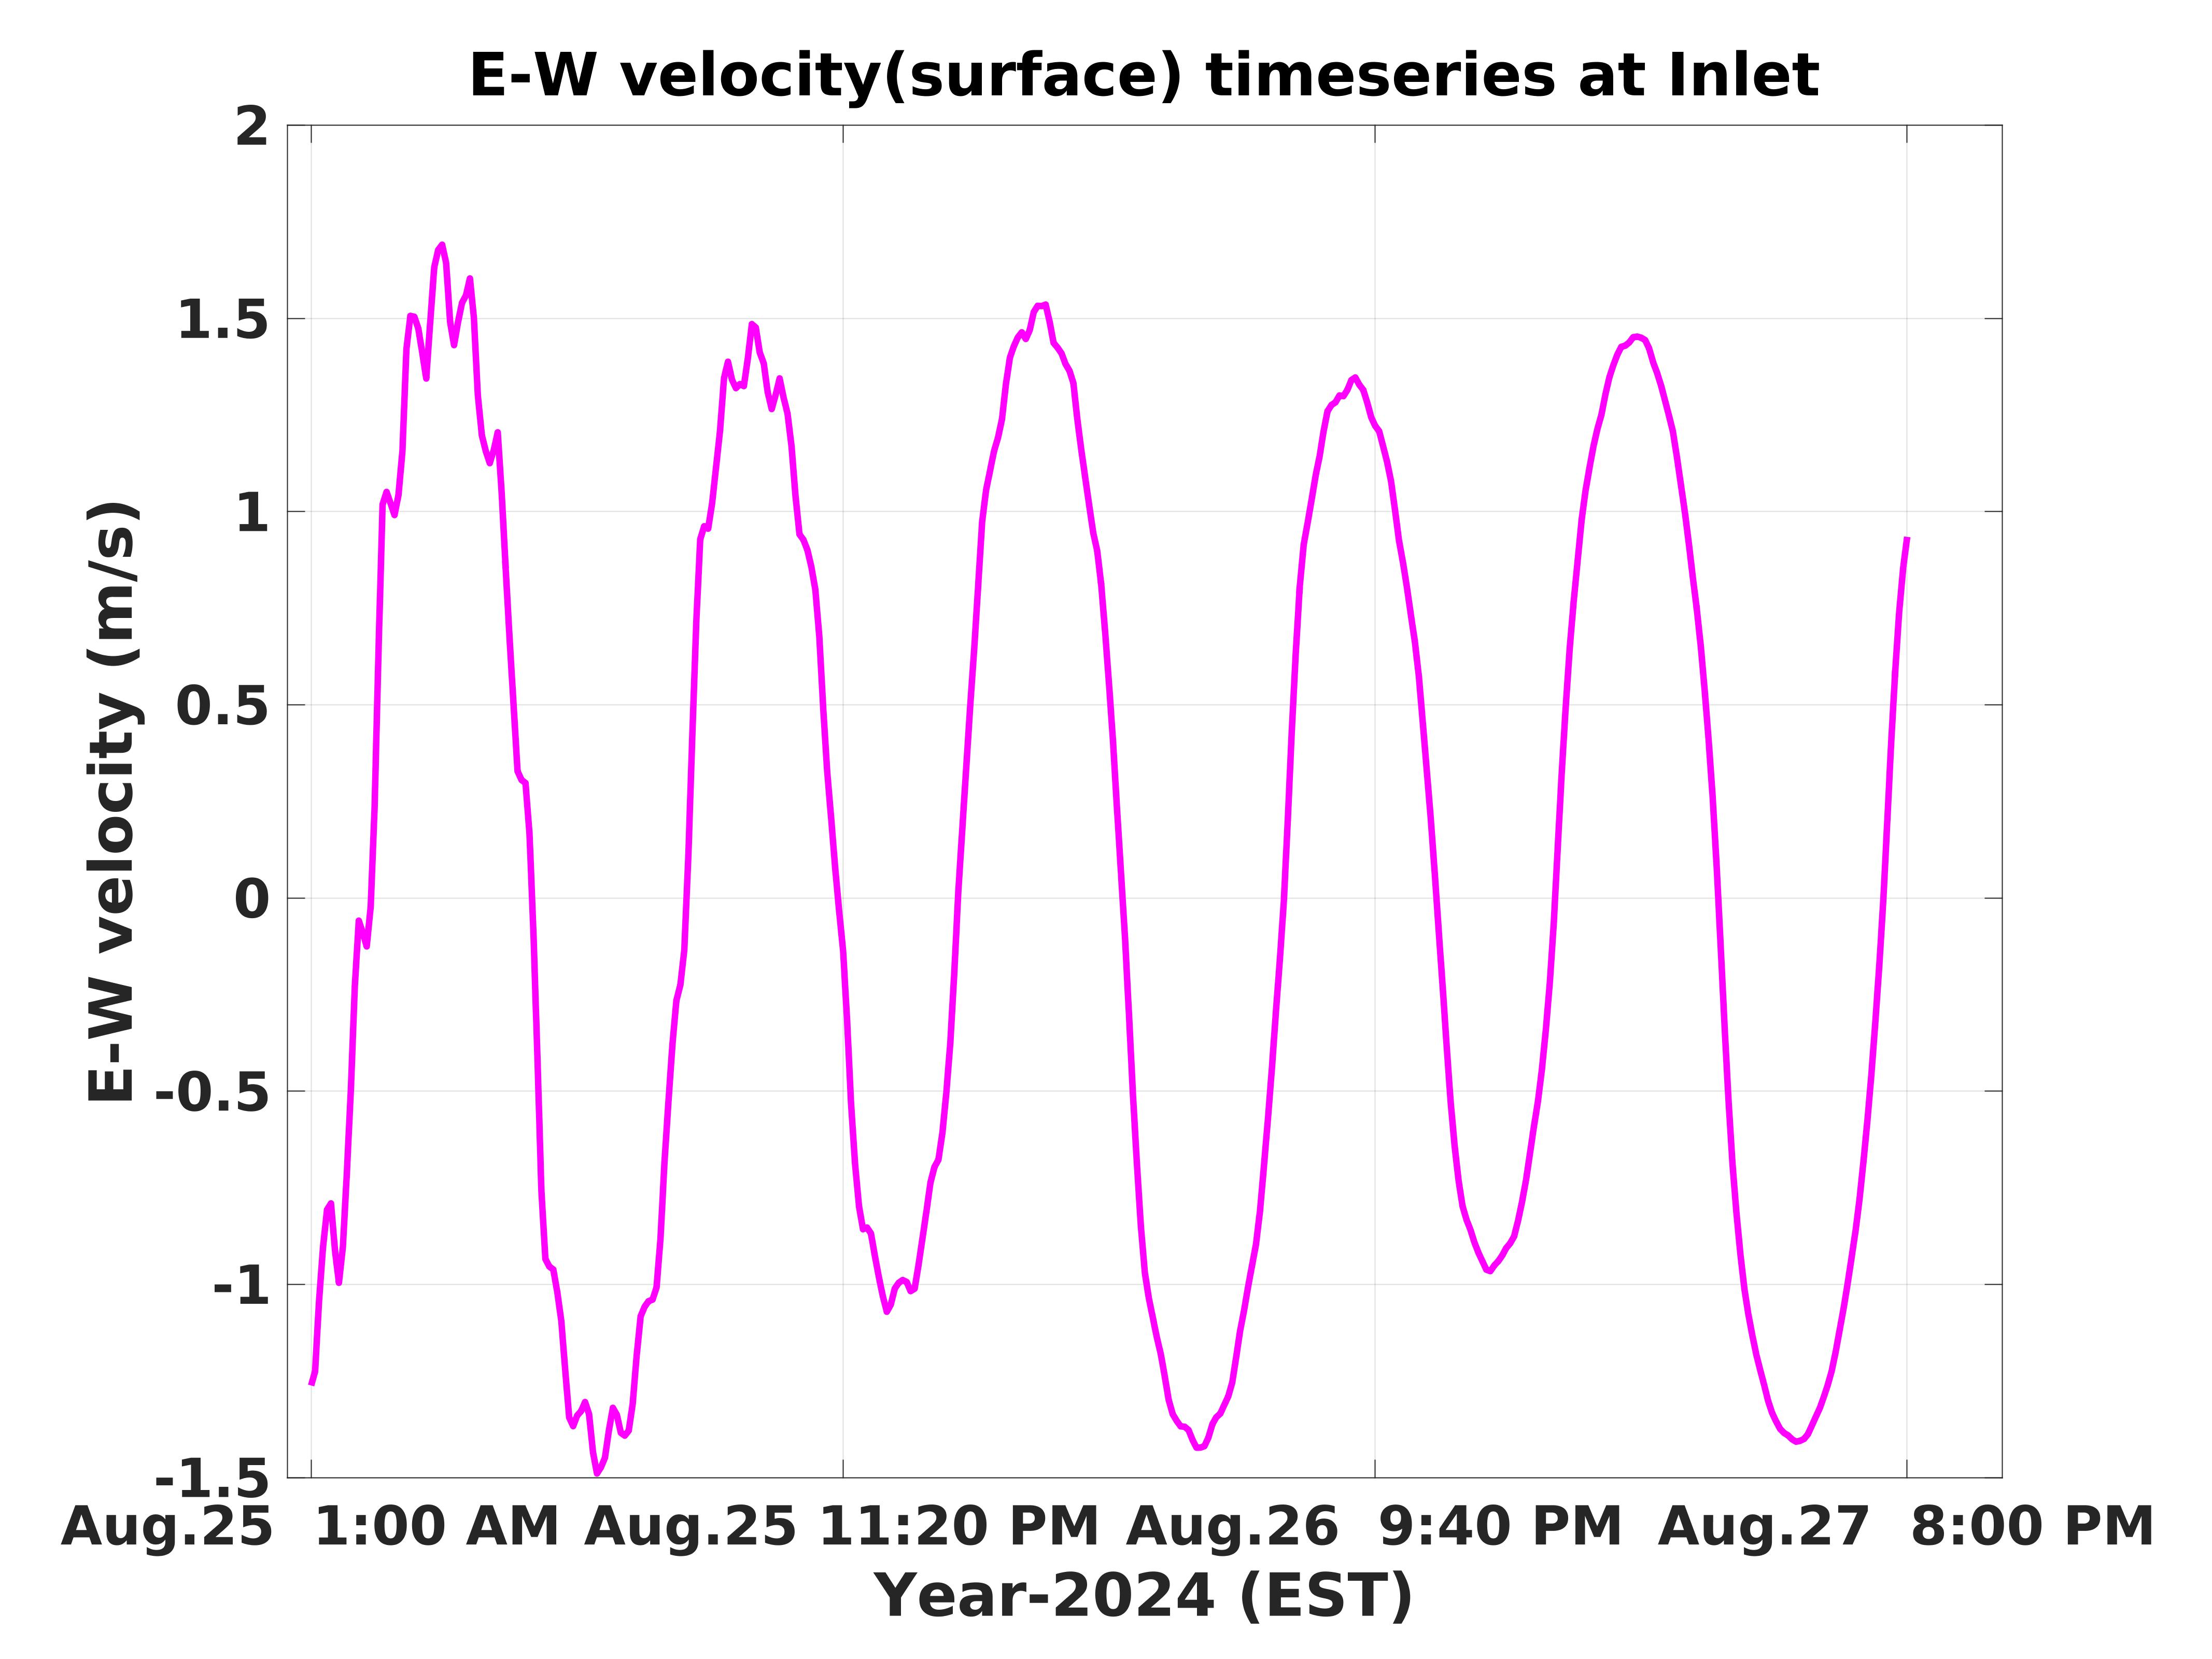 E-W velocity(surface) timeseries at Inlet
2
1.5
1
0.5
0
-0.5
-1
-1.5
E-W velocity (m/s)
Aug.25 1:00 AM Aug.25 11:20 PM Aug.26 9:40 PM Aug.27 8:00 PM
Year-2024 (EST)